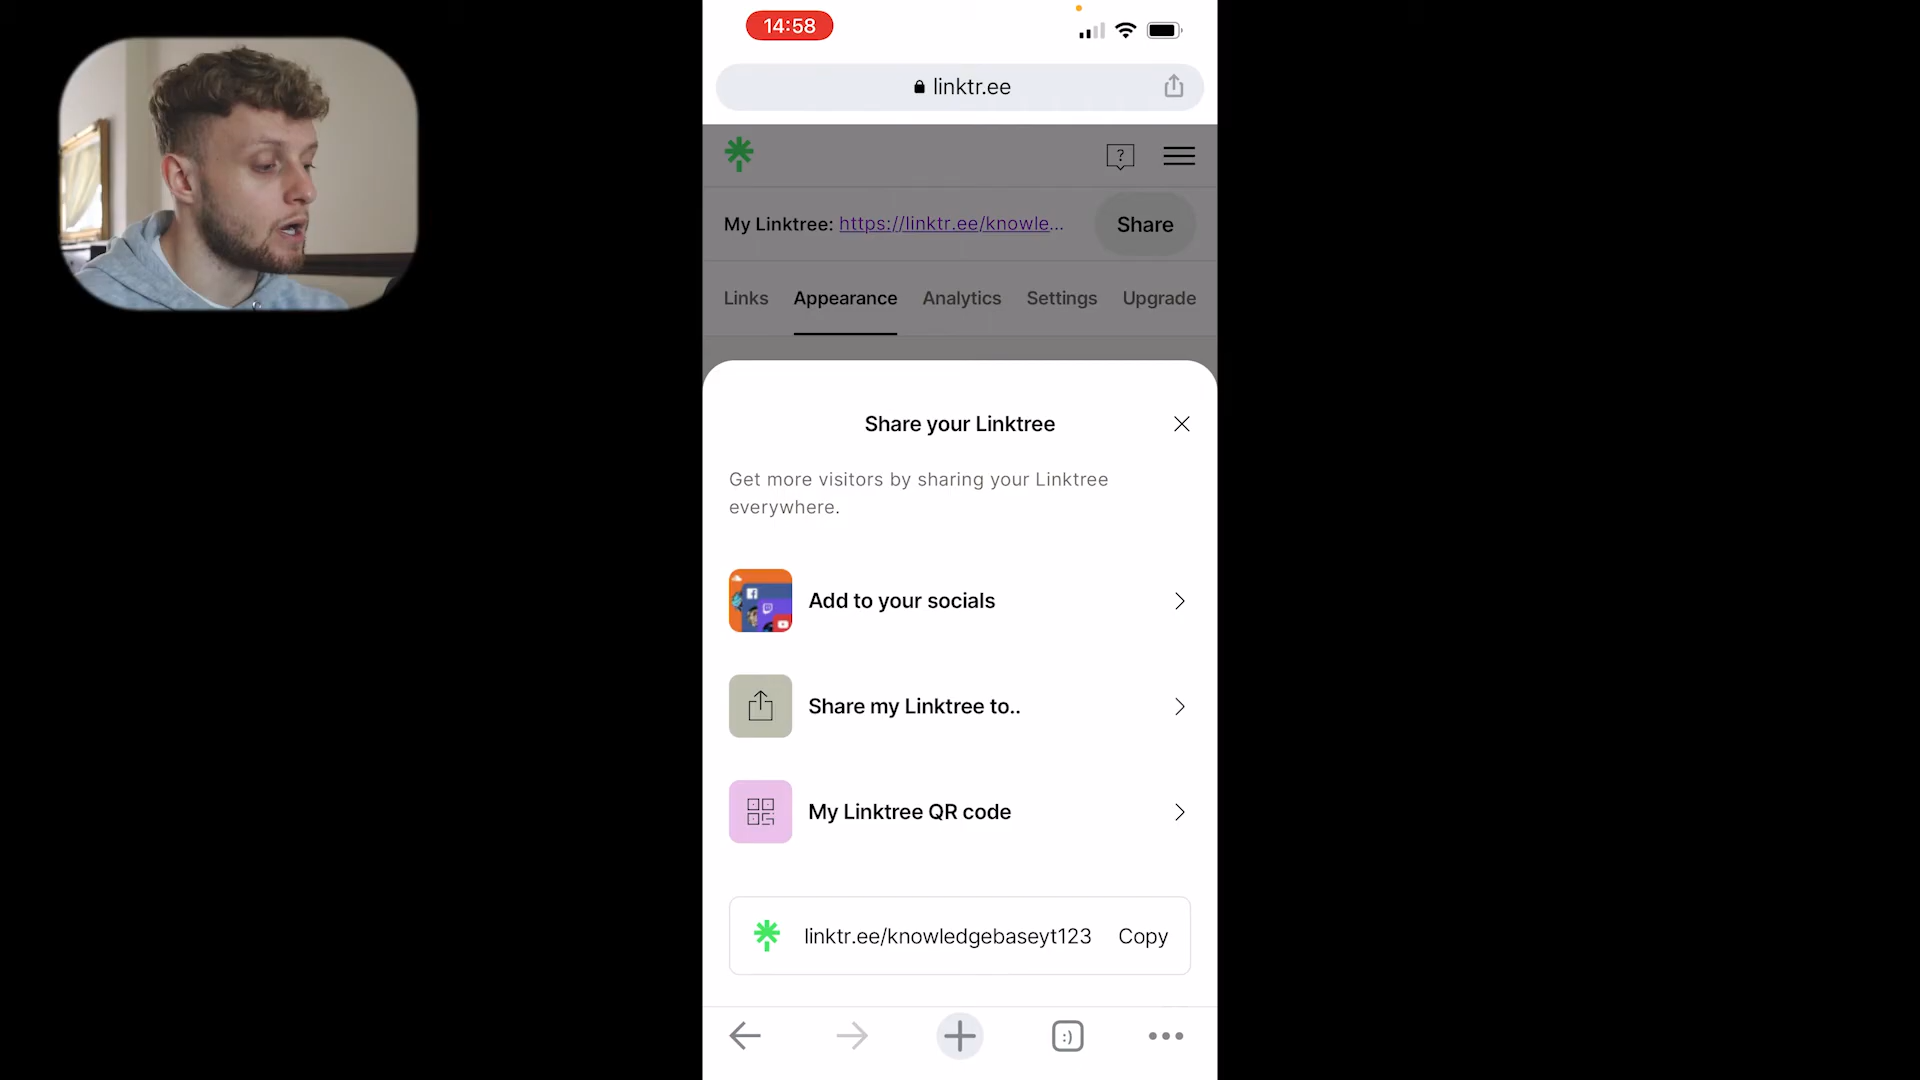 14:58
linktr.ee
My Linktree: https://linktr.ee/knowle...
Share
Links Appearance Analytics Settings Upgrade
Share your Linktree
Get more visitors by sharing your Linktree
everywhere.
Add to your socials
Share my Linktree to..
My Linktree QR code
linktr.ee/knowledgebaseyt123 Copy
:)